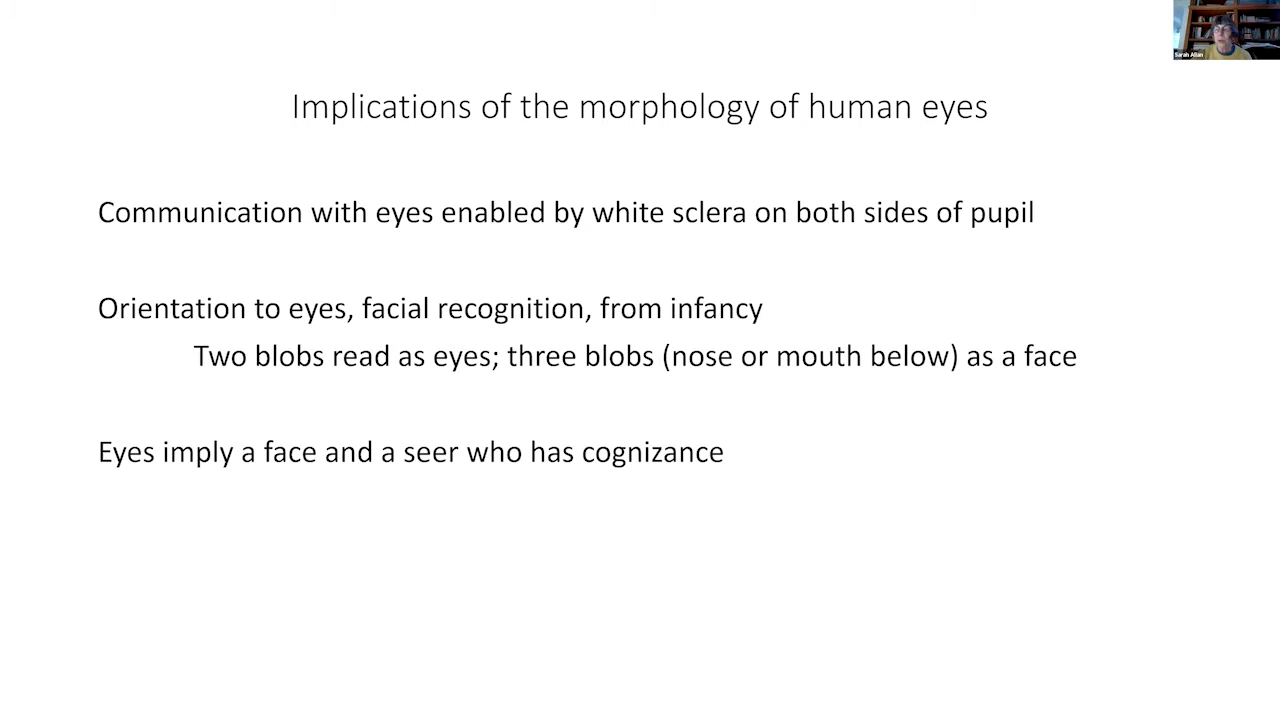 Sarah Allan
Implications of the morphology of human eyes
Communication with eyes enabled by white sclera on both sides of pupil
Orientation to eyes, facial recognition, from infancy
Two blobs read as eyes; three blobs (nose or mouth below) as a face
Eyes imply a face and a seer who has cognizance